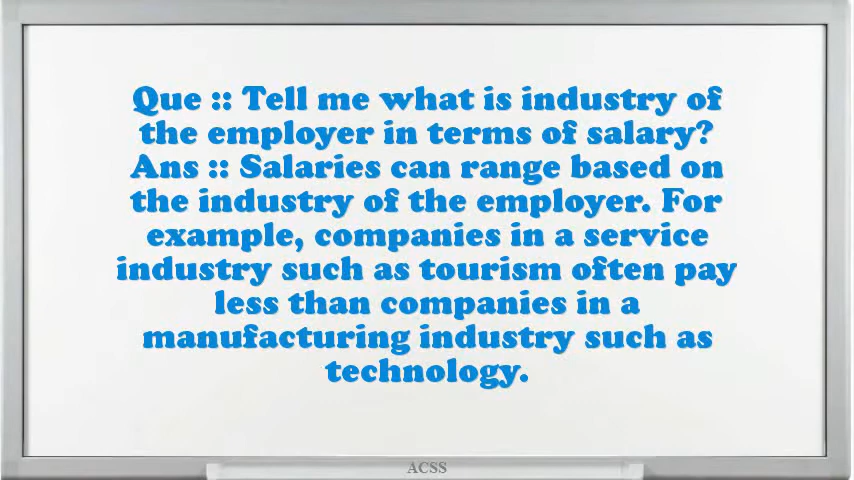 Que :: Tell me what is industry of
the employer in terms of salary?
Ans :: Salaries can range based on
the industry of the employer. For
example, companies in a service
industry such as tourism often pay
less than companies in a
manufacturing industry such as
technology.
ACSS